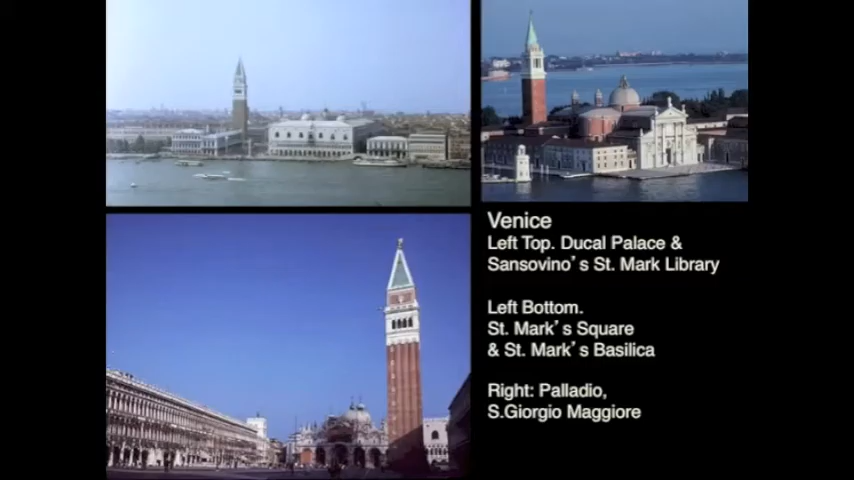 Venice
Left Top. Ducal Palace &
Sansovino's St. Mark Library
Left Bottom.
St. Mark's Square
& St. Mark's Basilica
Right: Palladio,
S.Giorgio Maggiore